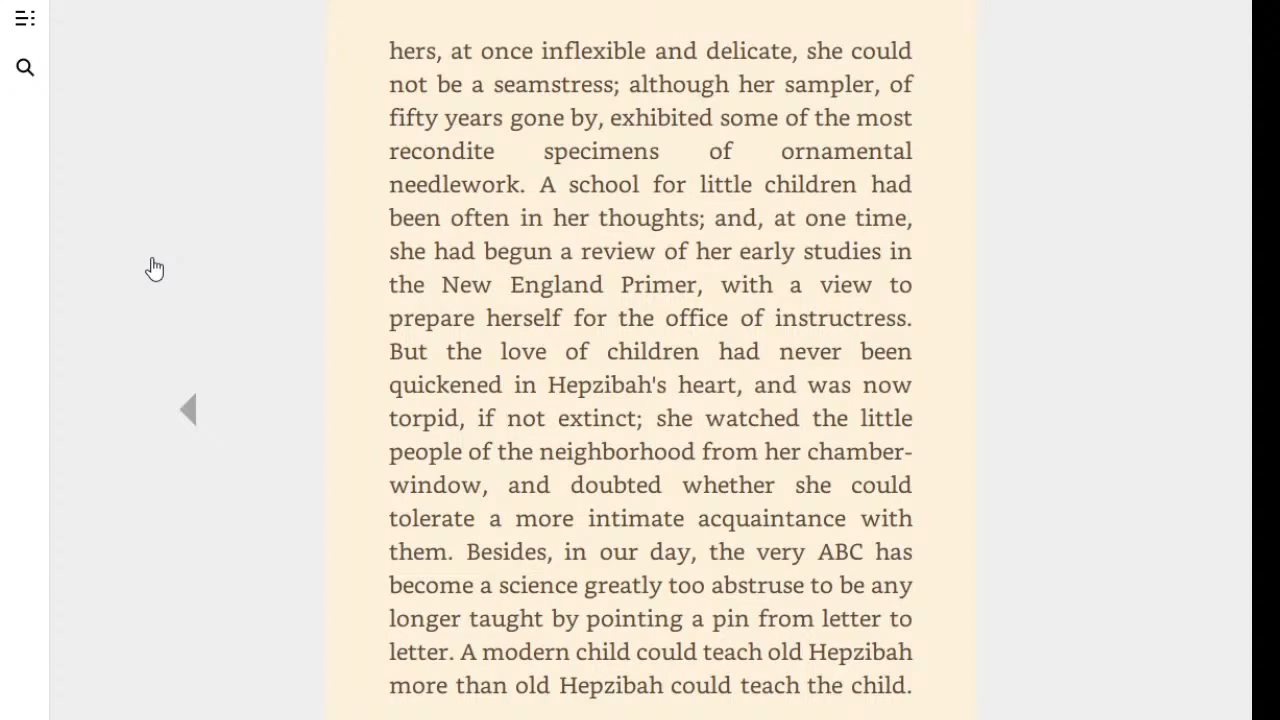 hers, at once inflexible and delicate, she could
not be a seamstress; although her sampler, of
fifty years gone by, exhibited some of the most
recondite specimens of ornamental
needlework. A school for little children had
been often in her thoughts; and, at one time,
she had begun a review of her early studies in
the New England Primer, with a view to
prepare herself for the office of instructress.
But the love of children had never been
quickened in Hepzibah's heart, and was now
torpid, if not extinct; she watched the little
people of the neighborhood from her chamber-
window, and doubted whether she could
tolerate a more intimate acquaintance with
them. Besides, in our day, the very ABC has
become a science greatly too abstruse to be any
longer taught by pointing a pin from letter to
letter. A modern child could teach old Hepzibah
more than old Hepzibah could teach the child.